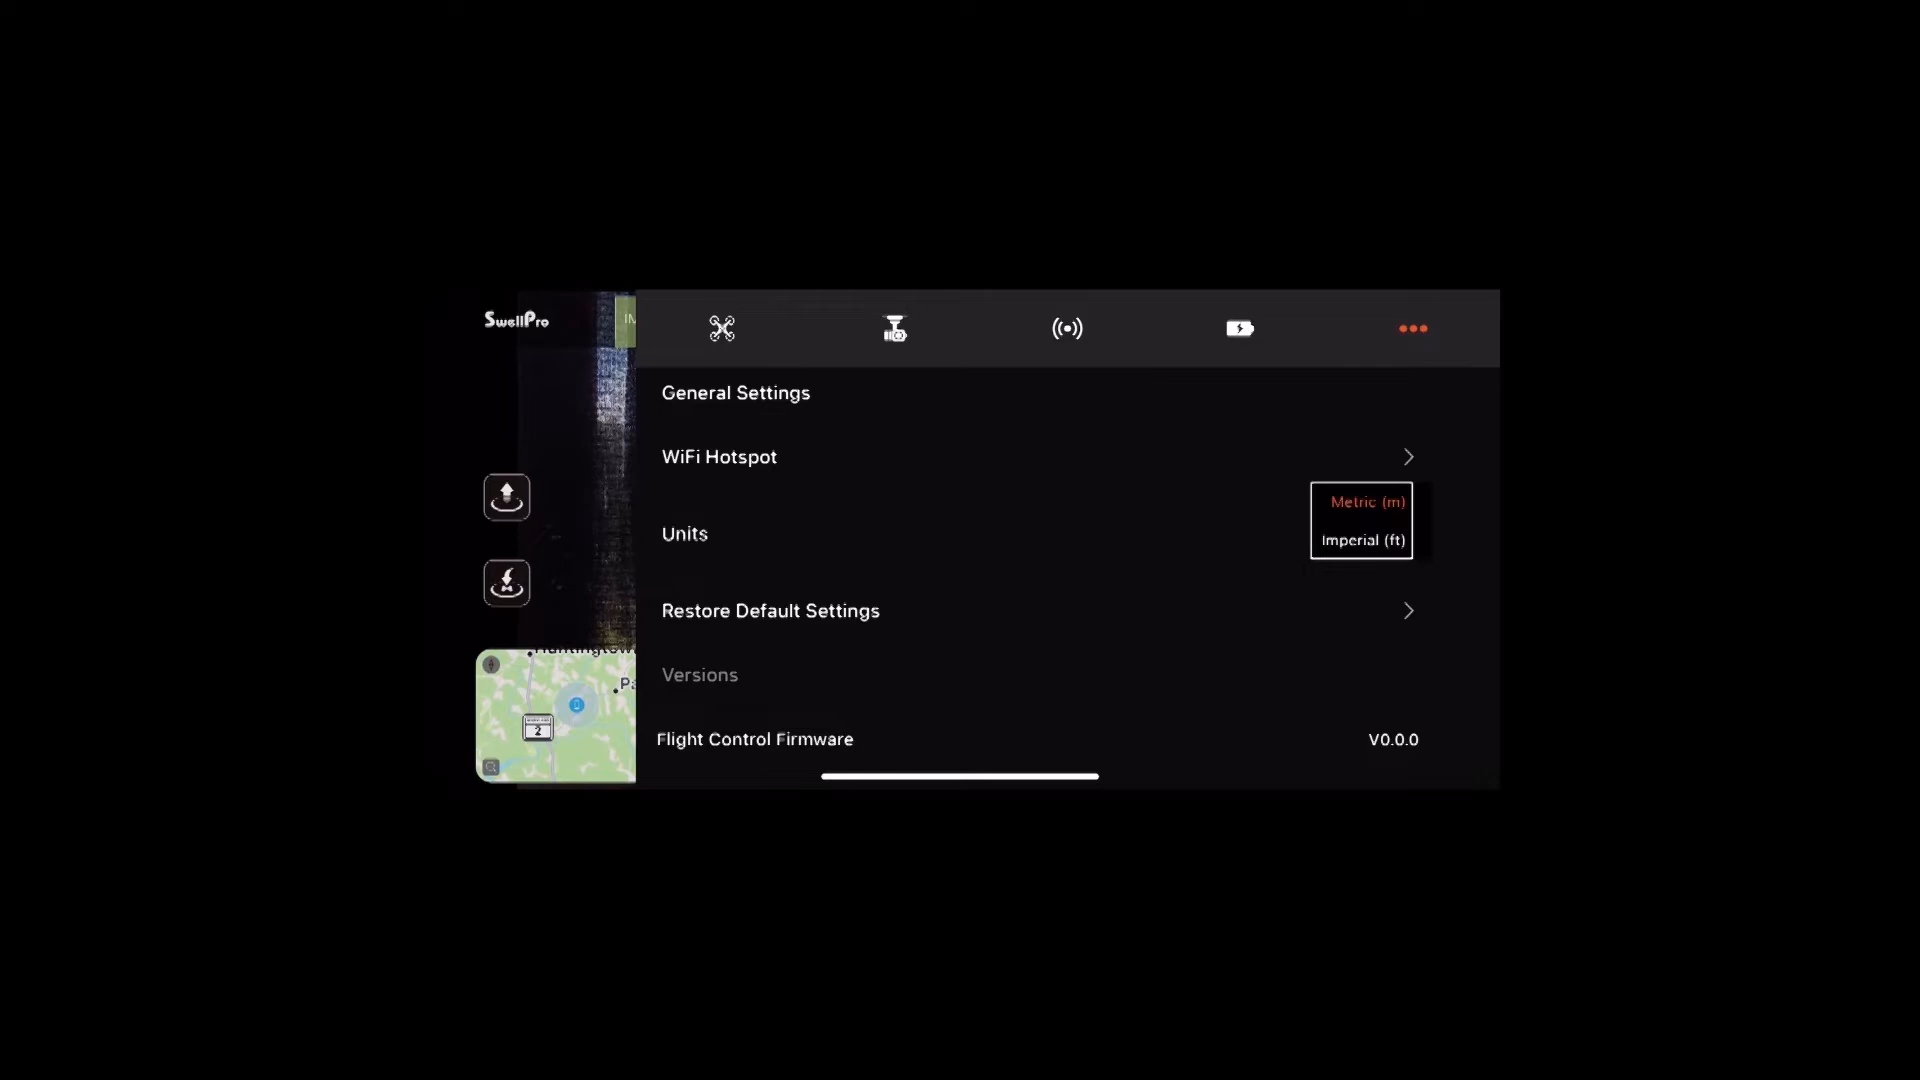 SwellPro
General Settings
WiFi Hotspot
Metric (m)
Units
Imperial (ft)
Restore Default Settings
Versions
2
Flight Control Firmware
V0.0.0